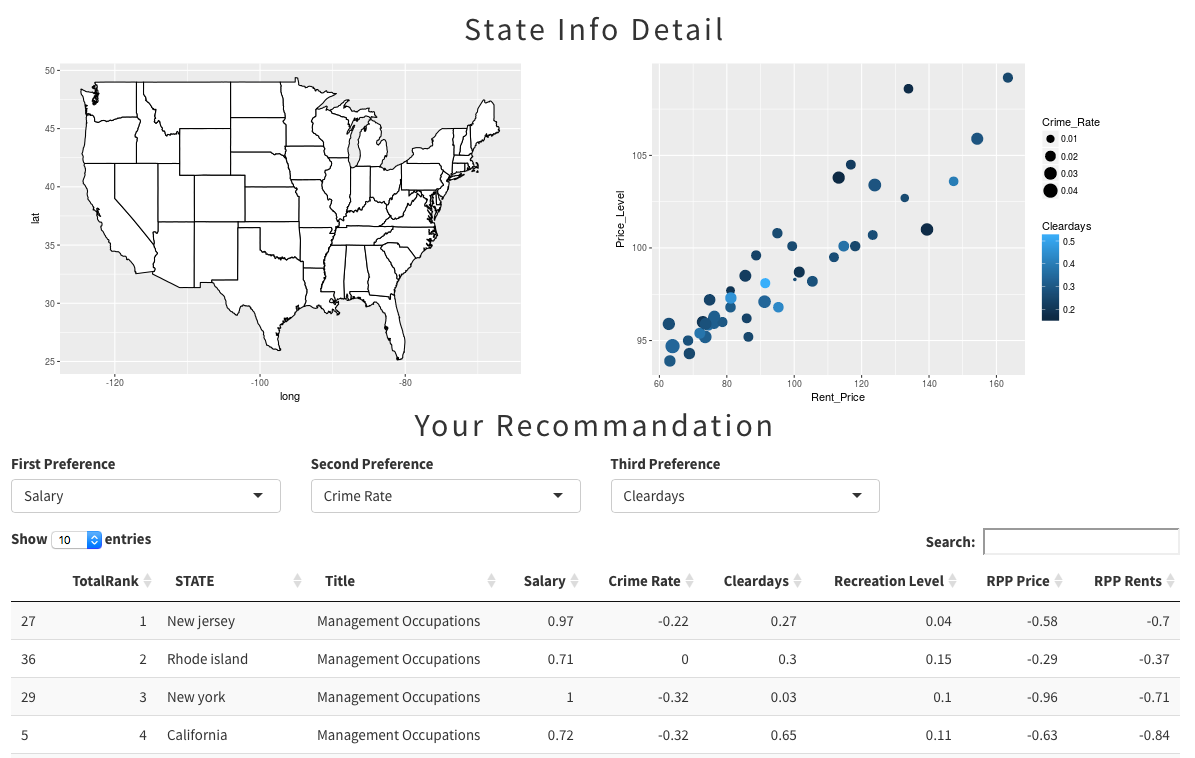 State Info Detail
50
45
40
35
30
25
lat
-120
-100
-80
long
105
100
95
Price_Level
60
80
100
120
140
160
Rent_Price
Crime_Rate
0.01
0.02
0.03
0.04
Cleardays
0.5
0.4
0.3
0.2
Your Recommandation
First Preference Second Preference Third Preference
Salary Crime Rate Cleardays
Show 10 entries Search:
TotalRank STATE Title Salary Crime Rate Cleardays Recreation Level RPP Price RPP Rents
27 1 New jersey Management Occupations 0.97 -0.22 0.27 0.04 -0.58 -0.7
36 2 Rhode island Management Occupations 0.71 0 0.3 0.15 -0.29 -0.37
29 3 New york Management Occupations 1 -0.32 0.03 0.1 -0.96 -0.71
5 4 California Management Occupations 0.72 -0.32 0.65 0.11 -0.63 -0.84